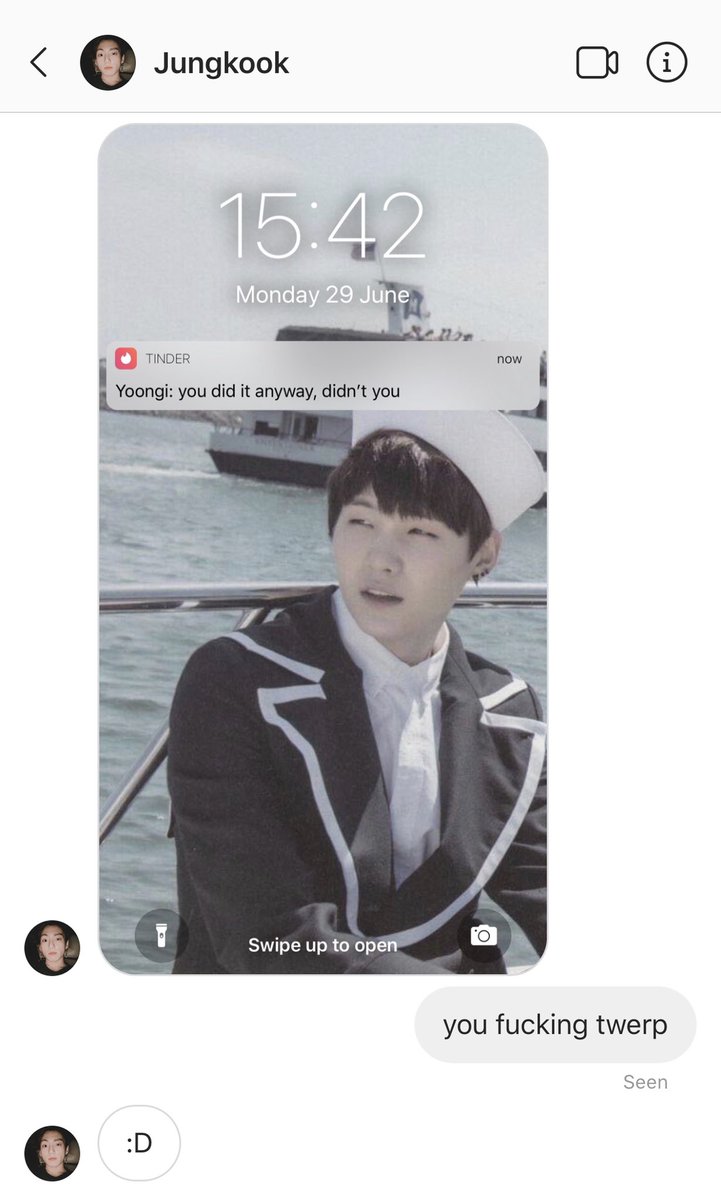 Jungkook
15:42
Monday 29 June
TINDER
now
Yoongi: you did it anyway, didn't you
Swipe up to open
you fucking twerp
Seen
:D